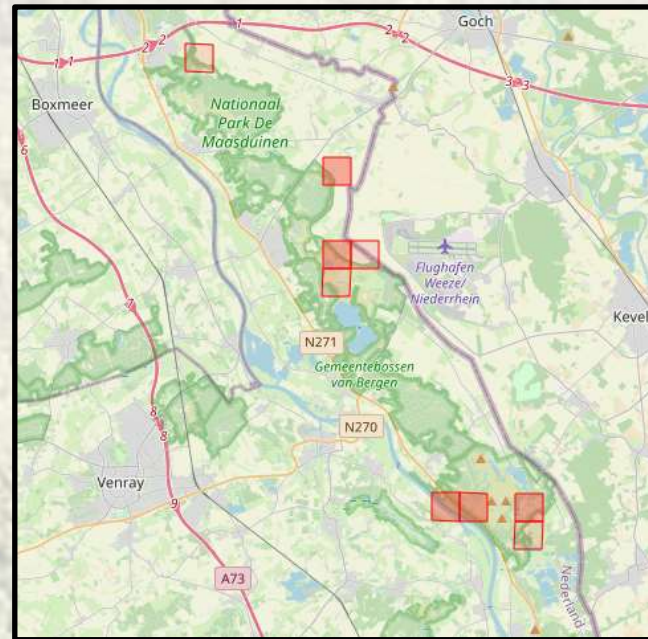 Goch
1
2
2
2
2
1
1
3
3
Boxmeer
Nationaal
Park De
Maasduinen
6
Flughafen
Weeze/
Niederrhein
7
Kevel
N271
Gemeentebossen
van Bergen
N270
8
8
Venray
9
A73
Nederland